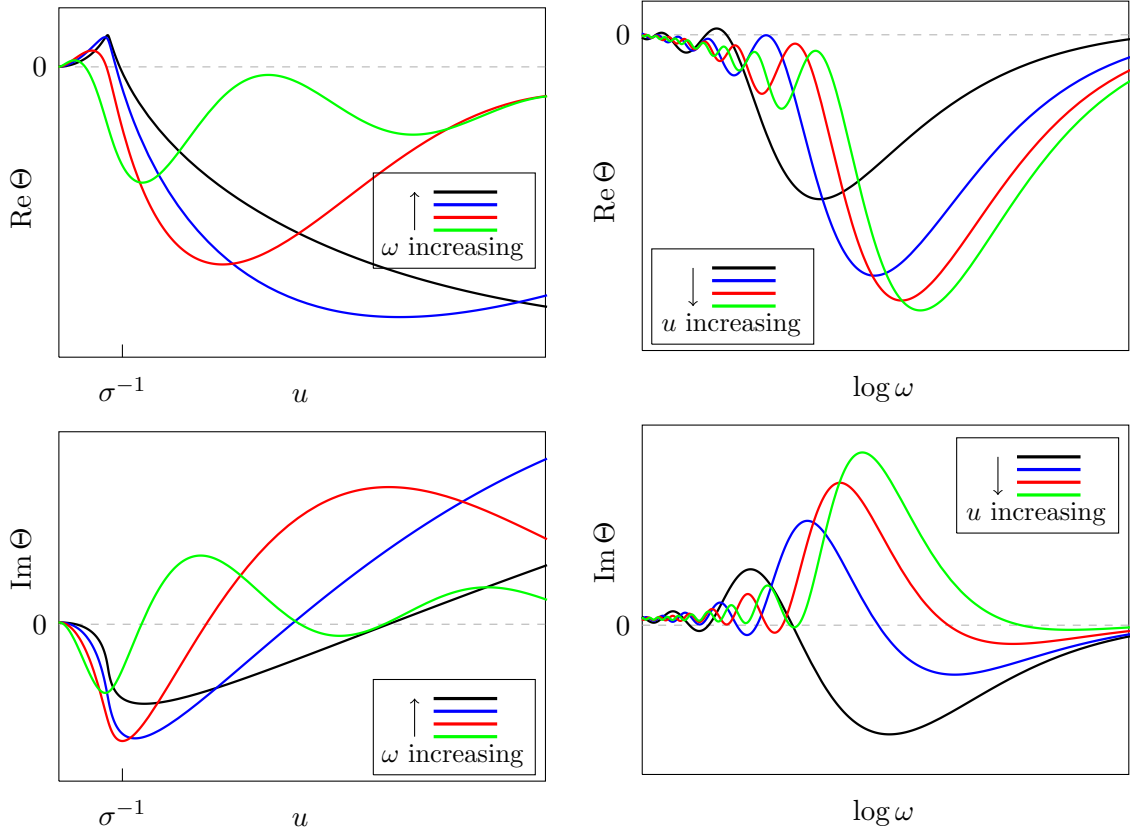 0
Re Θ
↑
ω increasing
σ⁻¹
u
0
Re Θ
↓
u increasing
log ω
0
Im Θ
↑
ω increasing
σ⁻¹
u
0
Im Θ
↓
u increasing
log ω